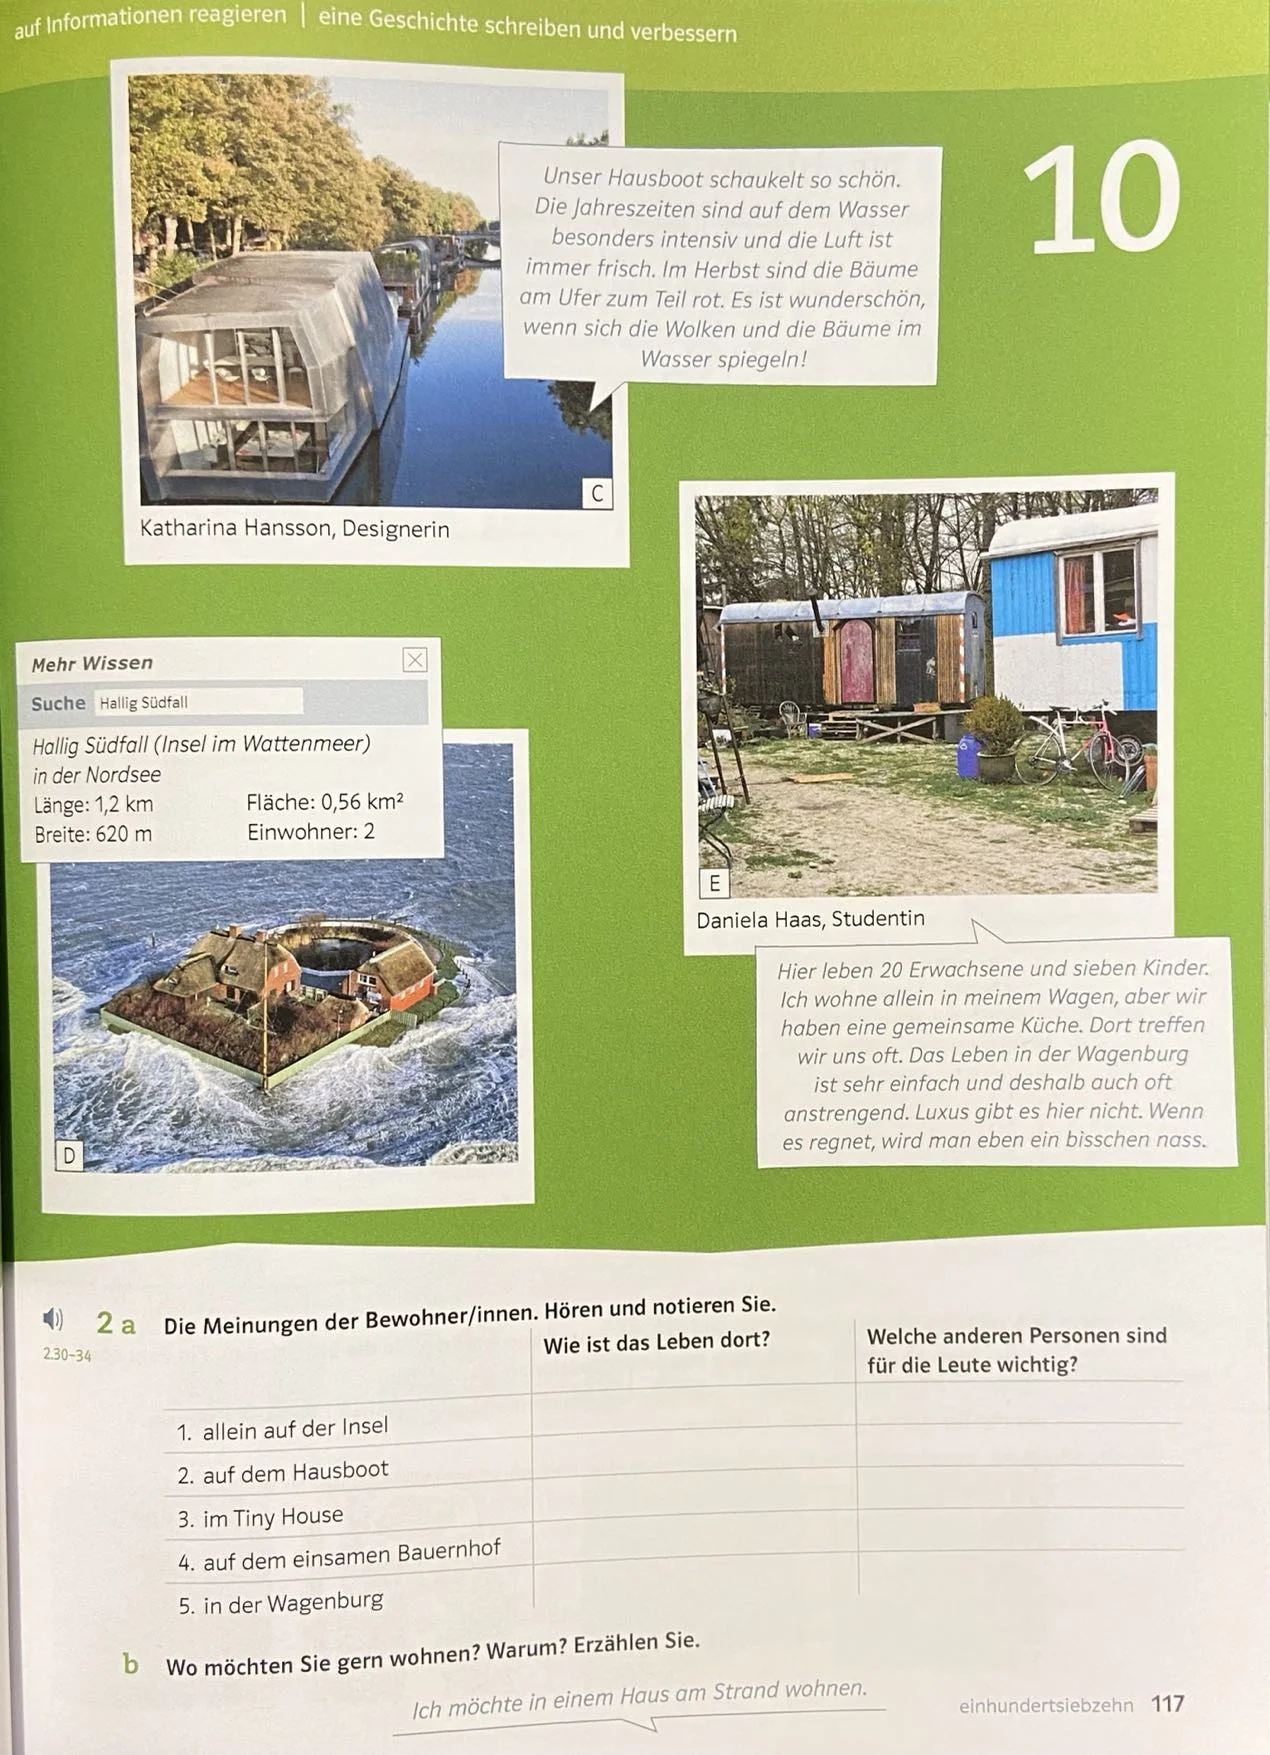 auf Informationen reagieren | eine Geschichte schreiben und verbessern
10
Unser Hausboot schaukelt so schön.
Die Jahreszeiten sind auf dem Wasser
besonders intensiv und die Luft ist
immer frisch. Im Herbst sind die Bäume
am Ufer zum Teil rot. Es ist wunderschön,
wenn sich die Wolken und die Bäume im
Wasser spiegeln!
C
Katharina Hansson, Designerin
Mehr Wissen
Suche Hallig Südfall
Hallig Südfall (Insel im Wattenmeer)
in der Nordsee
Länge: 1,2 km Fläche: 0,56 km²
Breite: 620 m Einwohner: 2
D
E
Daniela Haas, Studentin
Hier leben 20 Erwachsene und sieben Kinder.
Ich wohne allein in meinem Wagen, aber wir
haben eine gemeinsame Küche. Dort treffen
wir uns oft. Das Leben in der Wagenburg
ist sehr einfach und deshalb auch oft
anstrengend. Luxus gibt es hier nicht. Wenn
es regnet, wird man eben ein bisschen nass.
2 a Die Meinungen der Bewohner/innen. Hören und notieren Sie.
2.30–34
Wie ist das Leben dort?
Welche anderen Personen sind
für die Leute wichtig?
1. allein auf der Insel
2. auf dem Hausboot
3. im Tiny House
4. auf dem einsamen Bauernhof
5. in der Wagenburg
b Wo möchten Sie gern wohnen? Warum? Erzählen Sie.
Ich möchte in einem Haus am Strand wohnen.
einhundertsiebzehn 117